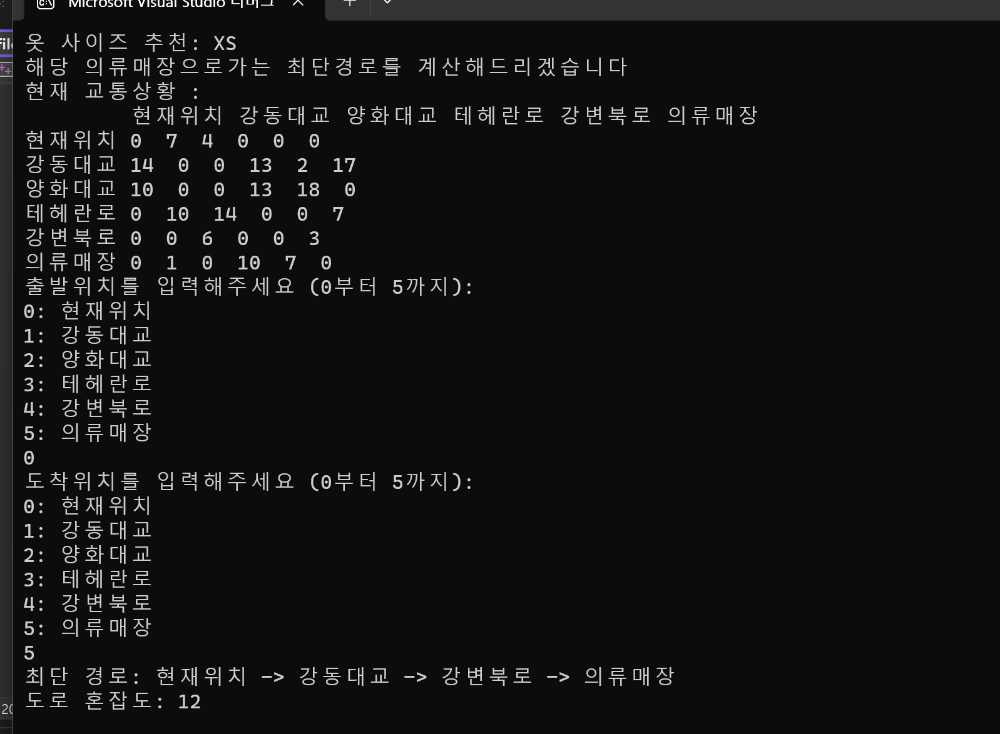 Microsoft Visual Studio 디버그
옷 사이즈 추천: XS
해당 의류매장으로가는 최단경로를 계산해드리겠습니다
현재 교통상황 :
현재위치 강동대교 양화대교 테헤란로 강변북로 의류매장
현재위치 0 7 4 0 0 0
강동대교 14 0 0 13 2 17
양화대교 10 0 0 13 18 0
테헤란로 0 10 14 0 0 7
강변북로 0 0 6 0 0 3
의류매장 0 1 0 10 7 0
출발위치를 입력해주세요 (0부터 5까지):
0: 현재위치
1: 강동대교
2: 양화대교
3: 테헤란로
4: 강변북로
5: 의류매장
0
도착위치를 입력해주세요 (0부터 5까지):
0: 현재위치
1: 강동대교
2: 양화대교
3: 테헤란로
4: 강변북로
5: 의류매장
5
최단 경로: 현재위치 -> 강동대교 -> 강변북로 -> 의류매장
도로 혼잡도: 12